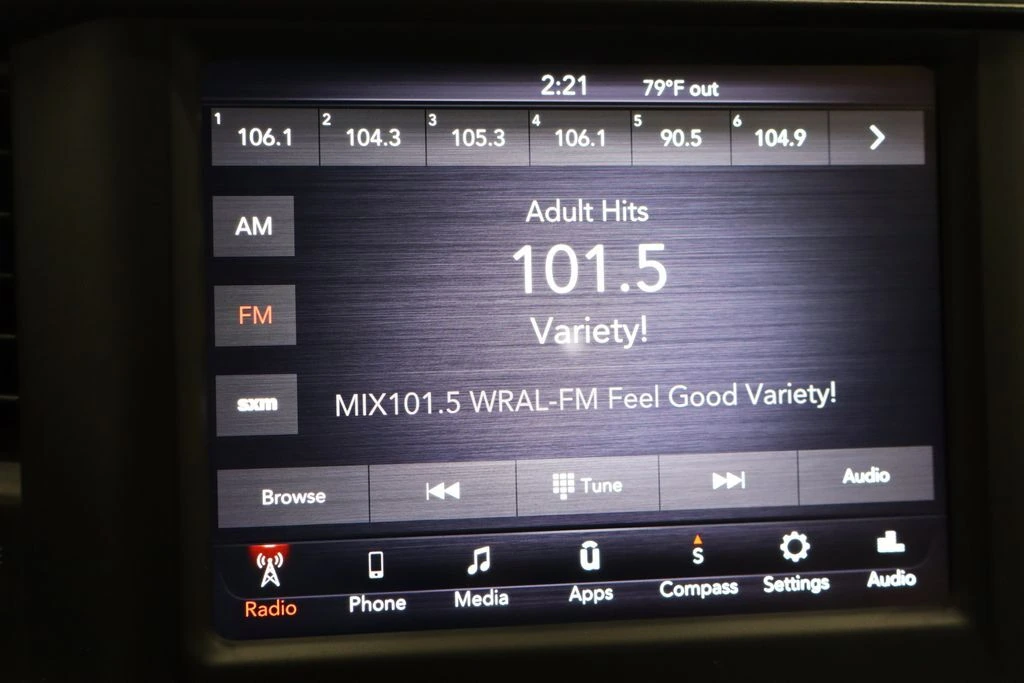 2:21 79°F out
1 106.1 2 104.3 3 105.3 4 106.1 5 90.5 6 104.9
AM
Adult Hits
101.5
FM
Variety!
sxm
MIX101.5 WRAL-FM Feel Good Variety!
Browse Tune Audio
S
Radio Phone Media Apps Compass Settings Audio